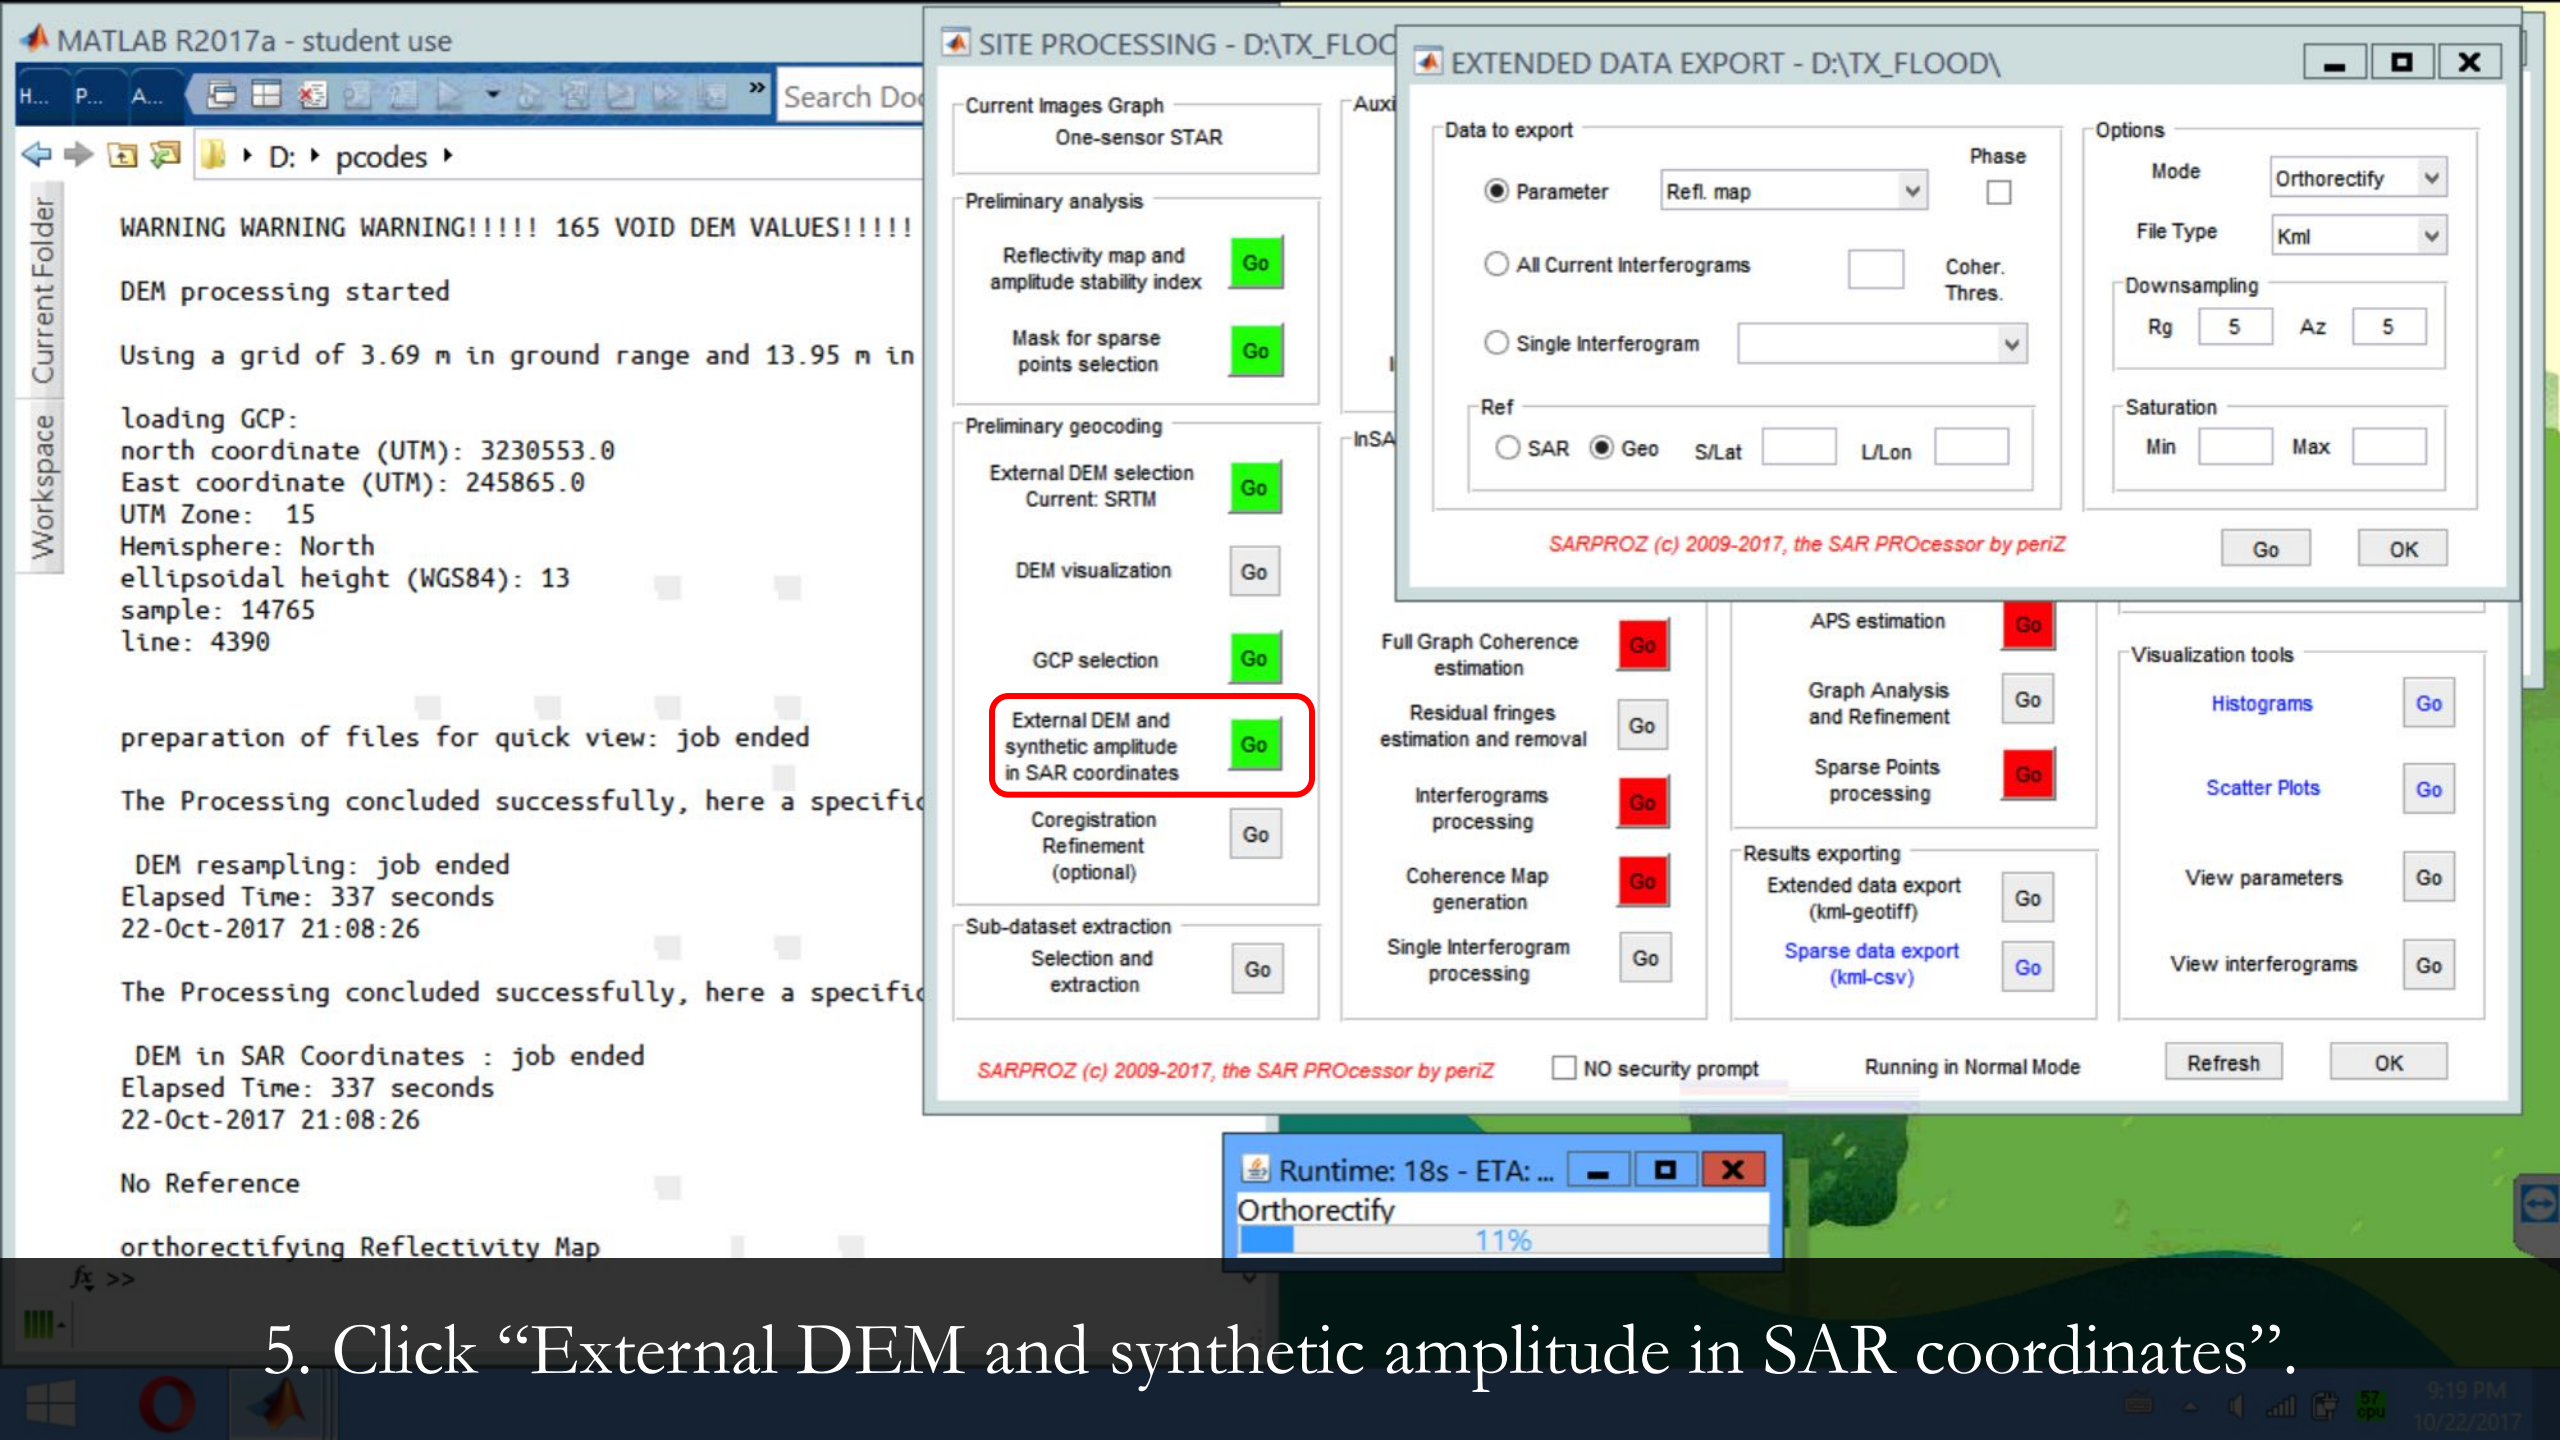 MATLAB R2017a - student use
H... P... A...
» Search Doc
D: pcodes
Current Folder
Workspace
WARNING WARNING WARNING!!!!! 165 VOID DEM VALUES!!!!!
DEM processing started
Using a grid of 3.69 m in ground range and 13.95 m in
loading GCP:
north coordinate (UTM): 3230553.0
East coordinate (UTM): 245865.0
UTM Zone:  15
Hemisphere: North
ellipsoidal height (WGS84): 13
sample: 14765
line: 4390
preparation of files for quick view: job ended
The Processing concluded successfully, here a specific
DEM resampling: job ended
Elapsed Time: 337 seconds
22-Oct-2017 21:08:26
The Processing concluded successfully, here a specific
DEM in SAR Coordinates : job ended
Elapsed Time: 337 seconds
22-Oct-2017 21:08:26
No Reference
orthorectifying Reflectivity Map
fx >>
SITE PROCESSING - D:\TX_FLOO
Current Images Graph
One-sensor STAR
Preliminary analysis
Reflectivity map and
amplitude stability index
Go
Mask for sparse
points selection
Go
Preliminary geocoding
External DEM selection
Current: SRTM
Go
DEM visualization
Go
GCP selection
Go
External DEM and
synthetic amplitude
in SAR coordinates
Go
Coregistration
Refinement
(optional)
Go
Sub-dataset extraction
Selection and
extraction
Go
Auxi
InSA
Full Graph Coherence
estimation
Go
Residual fringes
estimation and removal
Go
Interferograms
processing
Go
Coherence Map
generation
Go
Single Interferogram
processing
Go
APS estimation
Go
Graph Analysis
and Refinement
Go
Sparse Points
processing
Go
Results exporting
Extended data export
(kml-geotiff)
Go
Sparse data export
(kml-csv)
Go
Visualization tools
Histograms
Go
Scatter Plots
Go
View parameters
Go
View interferograms
Go
SARPROZ (c) 2009-2017, the SAR PROcessor by periZ
NO security prompt
Running in Normal Mode
Refresh
OK
EXTENDED DATA EXPORT - D:\TX_FLOOD\
Data to export
Phase
Parameter
Refl. map
All Current Interferograms
Coher.
Thres.
Single Interferogram
Ref
SAR Geo S/Lat L/Lon
Options
Mode Orthorectify
File Type Kml
Downsampling
Rg 5 Az 5
Saturation
Min Max
SARPROZ (c) 2009-2017, the SAR PROcessor by periZ
Go
OK
Runtime: 18s - ETA: ...
Orthorectify
11%
5. Click “External DEM and synthetic amplitude in SAR coordinates”.
57
cpu
9:19 PM
10/22/2017